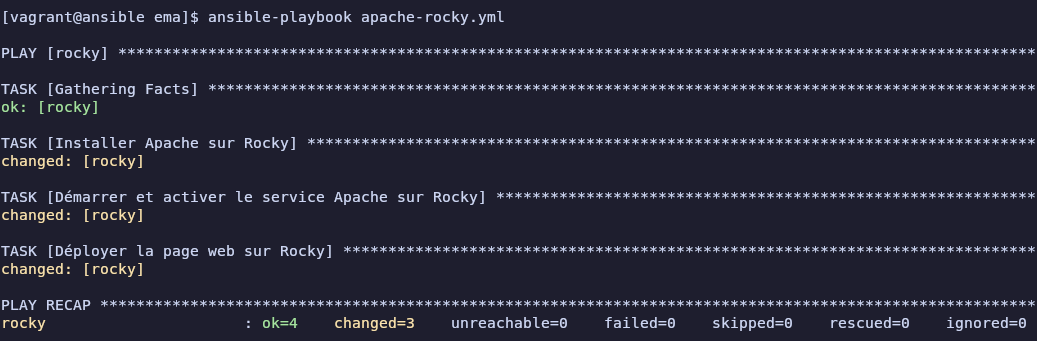 [vagrant@ansible ema]$ ansible-playbook apache-rocky.yml
PLAY [rocky] ******************************************************************************************************
TASK [Gathering Facts] ********************************************************************************************
ok: [rocky]
TASK [Installer Apache sur Rocky] *********************************************************************************
changed: [rocky]
TASK [Démarrer et activer le service Apache sur Rocky] ************************************************************
changed: [rocky]
TASK [Déployer la page web sur Rocky] *****************************************************************************
changed: [rocky]
PLAY RECAP ********************************************************************************************************
rocky                      : ok=4    changed=3    unreachable=0    failed=0    skipped=0    rescued=0    ignored=0